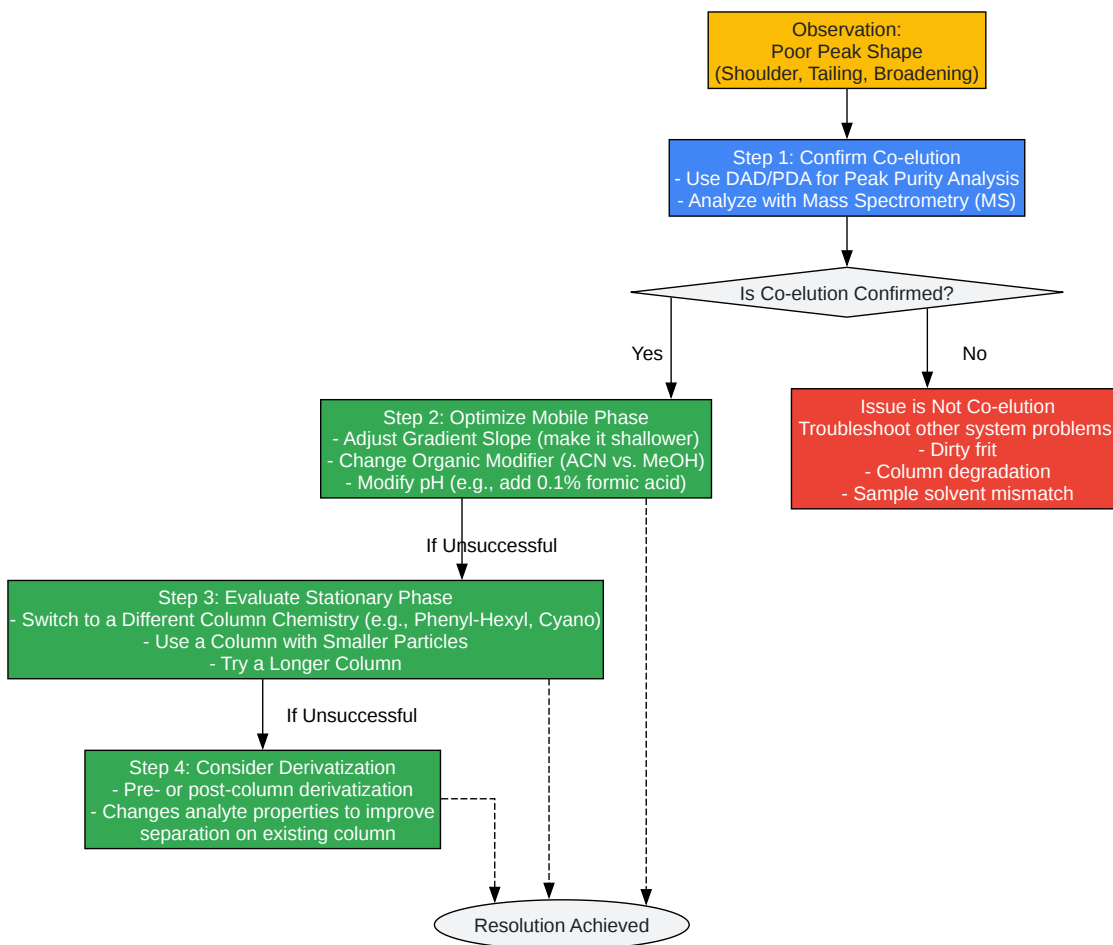 Observation:
Poor Peak Shape
(Shoulder, Tailing, Broadening)
Step 1: Confirm Co-elution
- Use DAD/PDA for Peak Purity Analysis
- Analyze with Mass Spectrometry (MS)
Is Co-elution Confirmed?
Yes
No
Step 2: Optimize Mobile Phase
- Adjust Gradient Slope (make it shallower)
- Change Organic Modifier (ACN vs. MeOH)
- Modify pH (e.g., add 0.1% formic acid)
Issue is Not Co-elution
Troubleshoot other system problems
- Dirty frit
- Column degradation
- Sample solvent mismatch
If Unsuccessful
Step 3: Evaluate Stationary Phase
- Switch to a Different Column Chemistry (e.g., Phenyl-Hexyl, Cyano)
- Use a Column with Smaller Particles
- Try a Longer Column
If Unsuccessful
Step 4: Consider Derivatization
- Pre- or post-column derivatization
- Changes analyte properties to improve
separation on existing column
Resolution Achieved